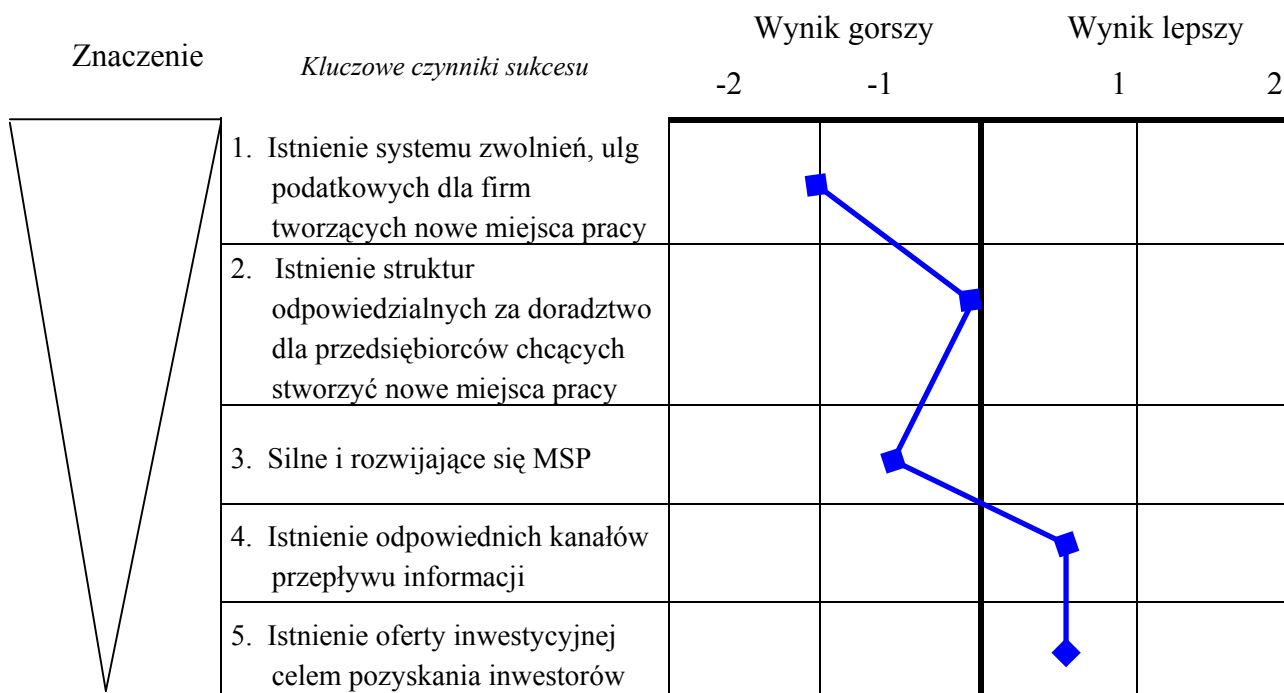 Znaczenie
Kluczowe czynniki sukcesu
Wynik gorszy
Wynik lepszy
-2
-1
1
2
1. Istnienie systemu zwolnień, ulg
podatkowych dla firm
tworzących nowe miejsca pracy
2. Istnienie struktur
odpowiedzialnych za doradztwo
dla przedsiębiorców chcących
stworzyć nowe miejsca pracy
3. Silne i rozwijające się MSP
4. Istnienie odpowiednich kanałów
przepływu informacji
5. Istnienie oferty inwestycyjnej
celem pozyskania inwestorów